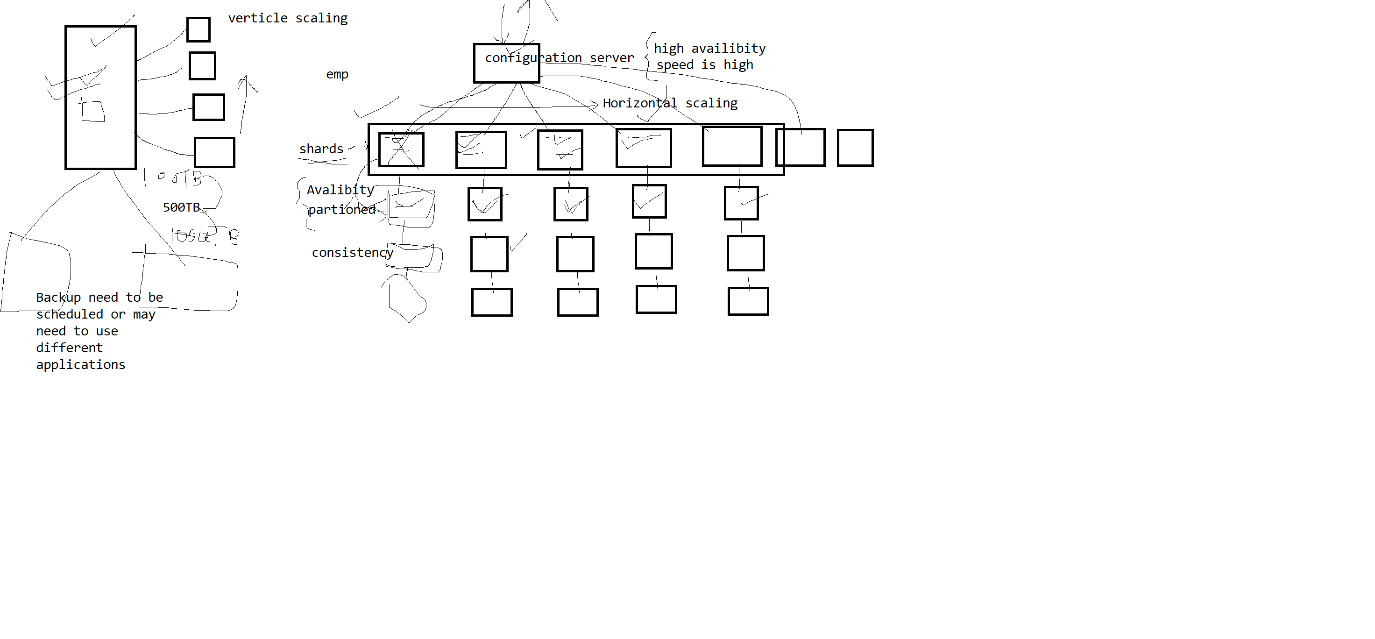 verticle scaling
configuration server
high availibity
speed is high
emp
Horizontal scaling
shards
Avalibity
partioned
consistency
500TB
Backup need to be
scheduled or may
need to use
different
applications